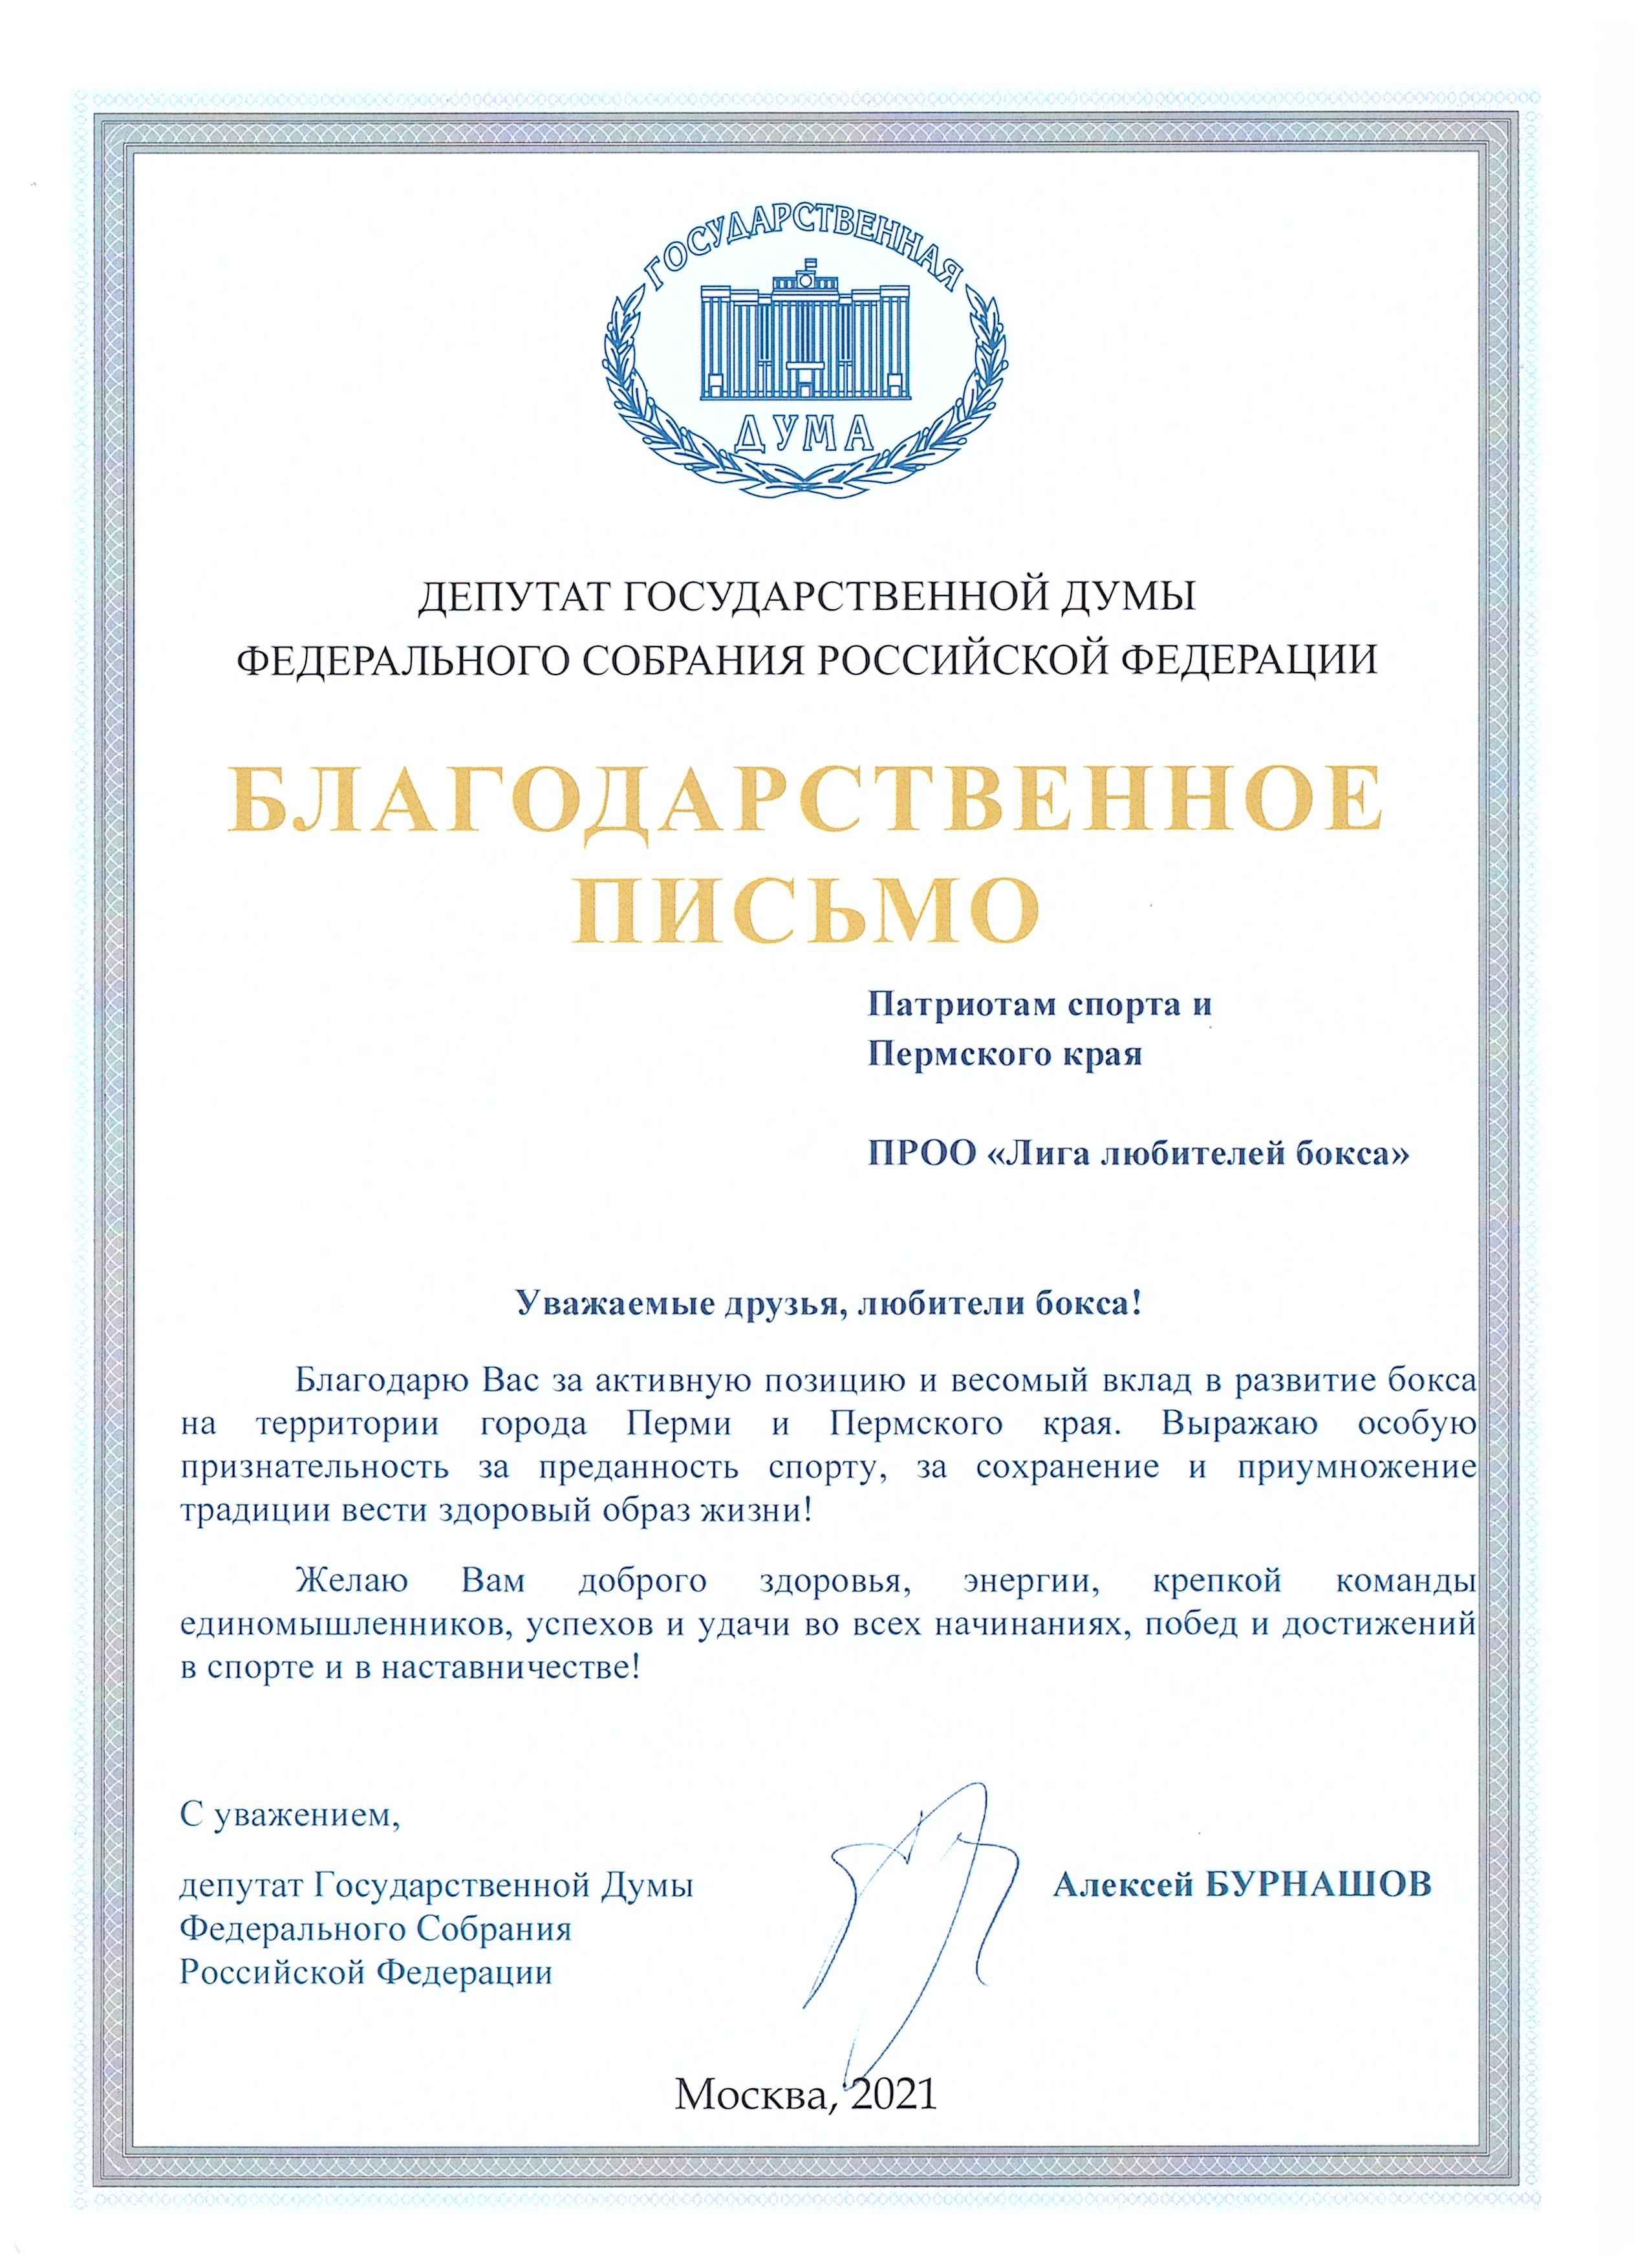 ГОСУДАРСТВЕННАЯ
ДУМА
ДЕПУТАТ ГОСУДАРСТВЕННОЙ ДУМЫ
ФЕДЕРАЛЬНОГО СОБРАНИЯ РОССИЙСКОЙ ФЕДЕРАЦИИ
БЛАГОДАРСТВЕННОЕ
ПИСЬМО
Патриотам спорта и
Пермского края
ПРОО «Лига любителей бокса»
Уважаемые друзья, любители бокса!
Благодарю Вас за активную позицию и весомый вклад в развитие бокса
на территории города Перми и Пермского края. Выражаю особую
признательность за преданность спорту, за сохранение и приумножение
традиции вести здоровый образ жизни!
Желаю Вам доброго здоровья, энергии, крепкой команды
единомышленников, успехов и удачи во всех начинаниях, побед и достижений
в спорте и в наставничестве!
С уважением,
депутат Государственной Думы
Федерального Собрания
Российской Федерации
Алексей БУРНАШОВ
Москва, 2021